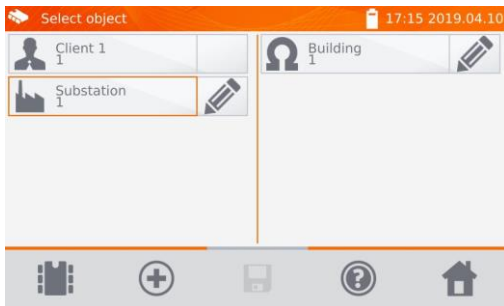 Select object
17:15 2019.04.10
Client 1
1
Substation
1
Building
1